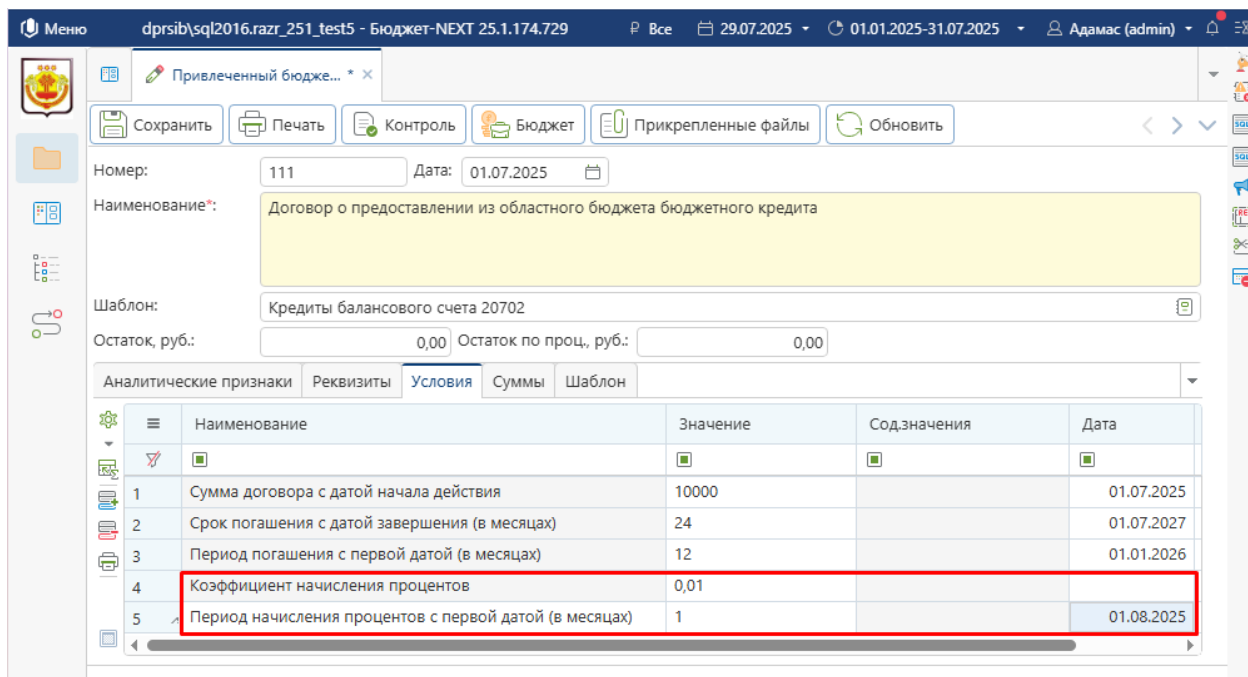 Меню dprsib\sql2016.razr_251_test5 - Бюджет-NEXT 25.1.174.729 ₽ Все 29.07.2025 01.01.2025-31.07.2025 Адамас (admin)
Привлеченный бюдже... * ×
Сохранить Печать Контроль Бюджет Прикрепленные файлы Обновить
Номер: 111 Дата: 01.07.2025
Наименование*: Договор о предоставлении из областного бюджета бюджетного кредита
Шаблон: Кредиты балансового счета 20702
Остаток, руб.: 0,00 Остаток по проц., руб.: 0,00
Аналитические признаки Реквизиты Условия Суммы Шаблон
Наименование Значение Сод.значения Дата
1 Сумма договора с датой начала действия 10000 01.07.2025
2 Срок погашения с датой завершения (в месяцах) 24 01.07.2027
3 Период погашения с первой датой (в месяцах) 12 01.01.2026
4 Коэффициент начисления процентов 0,01
5 Период начисления процентов с первой датой (в месяцах) 1 01.08.2025